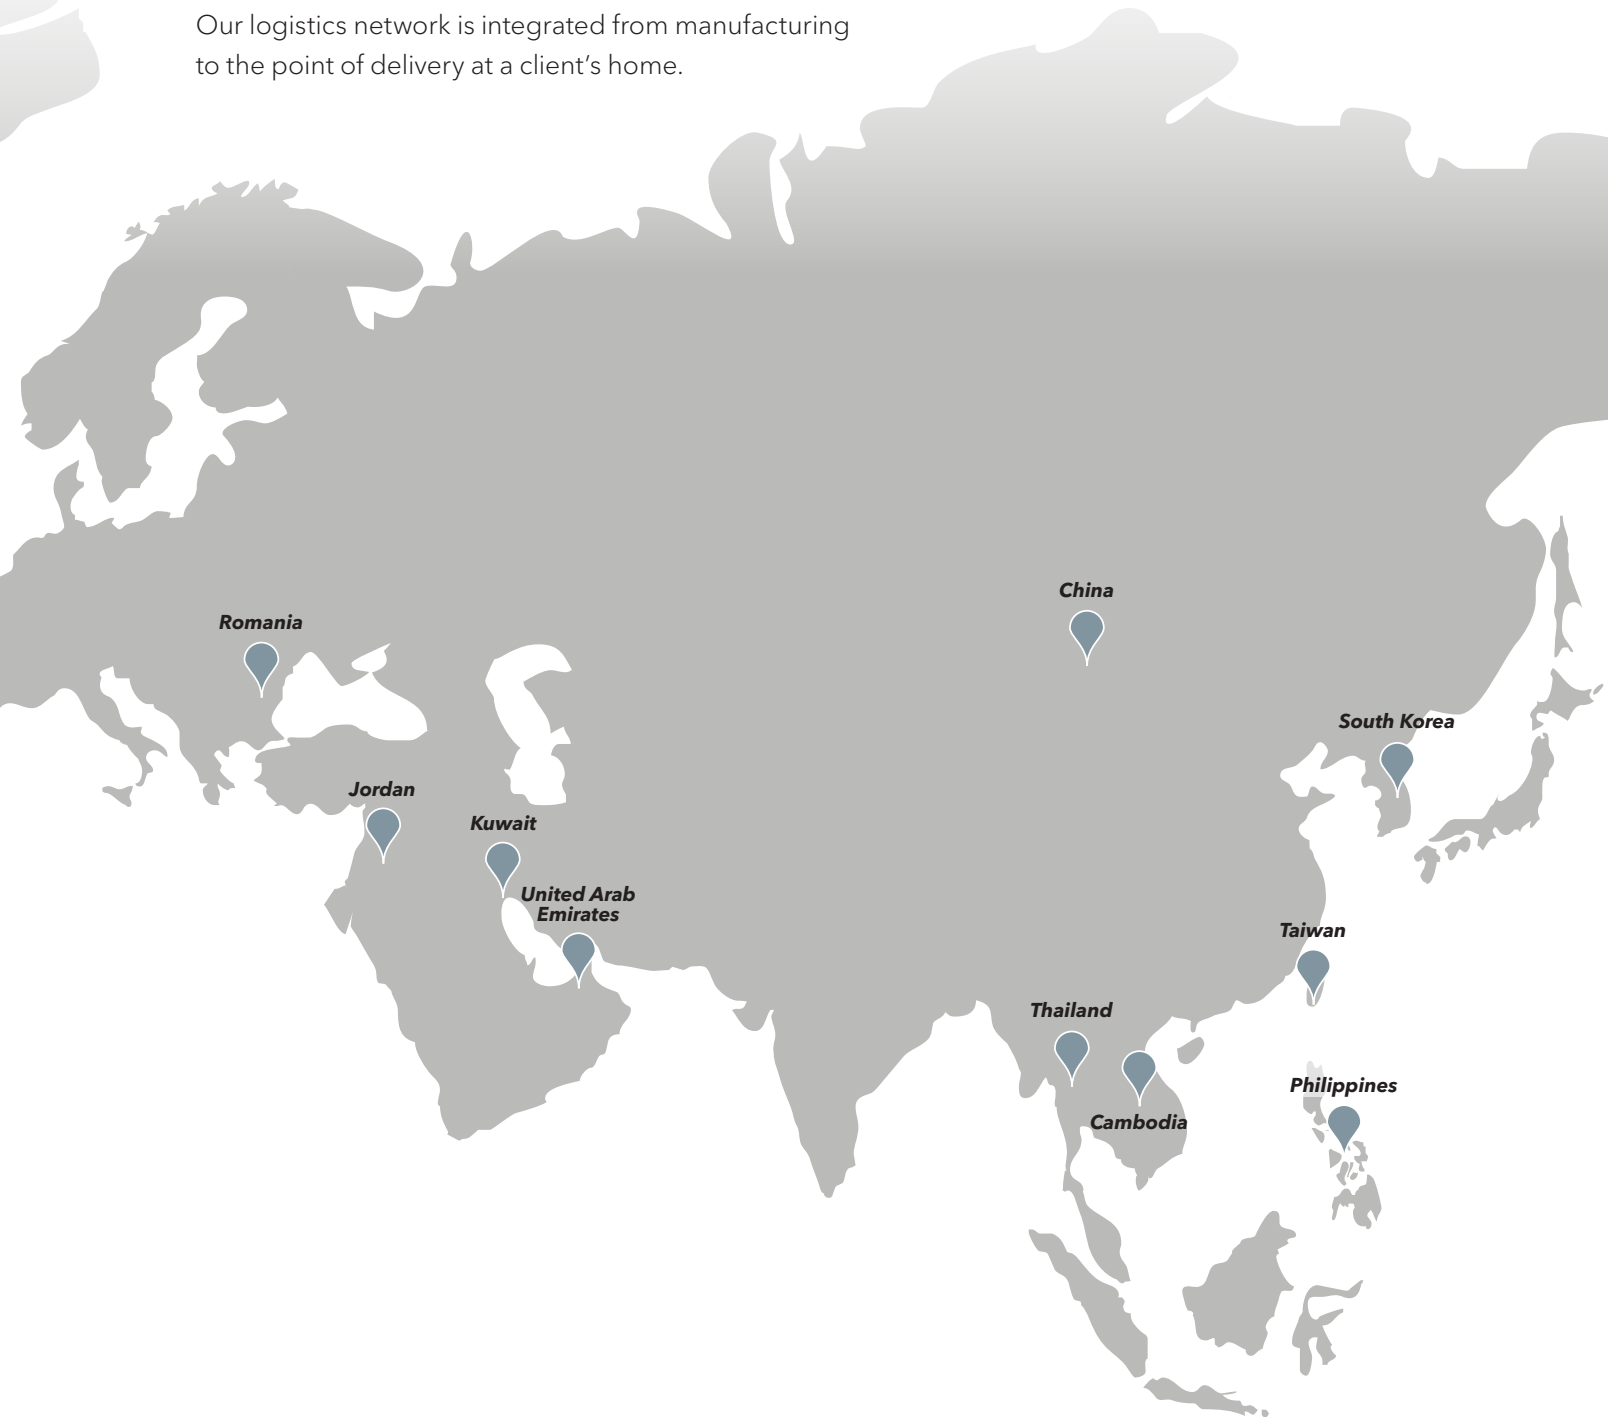 Our logistics network is integrated from manufacturing
to the point of delivery at a client’s home.
China
Romania
South Korea
Jordan
Kuwait
United Arab
Emirates
Taiwan
Thailand
Philippines
Cambodia